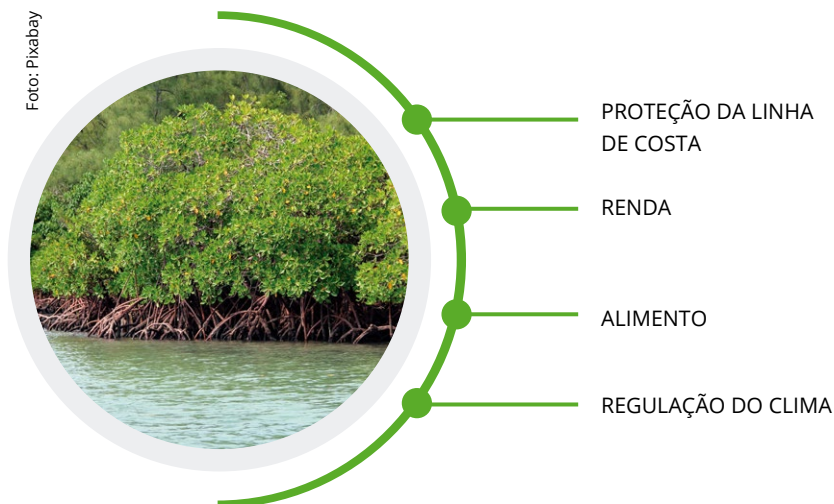 Foto: Pixabay
PROTEÇÃO DA LINHA
DE COSTA
RENDA
ALIMENTO
REGULAÇÃO DO CLIMA